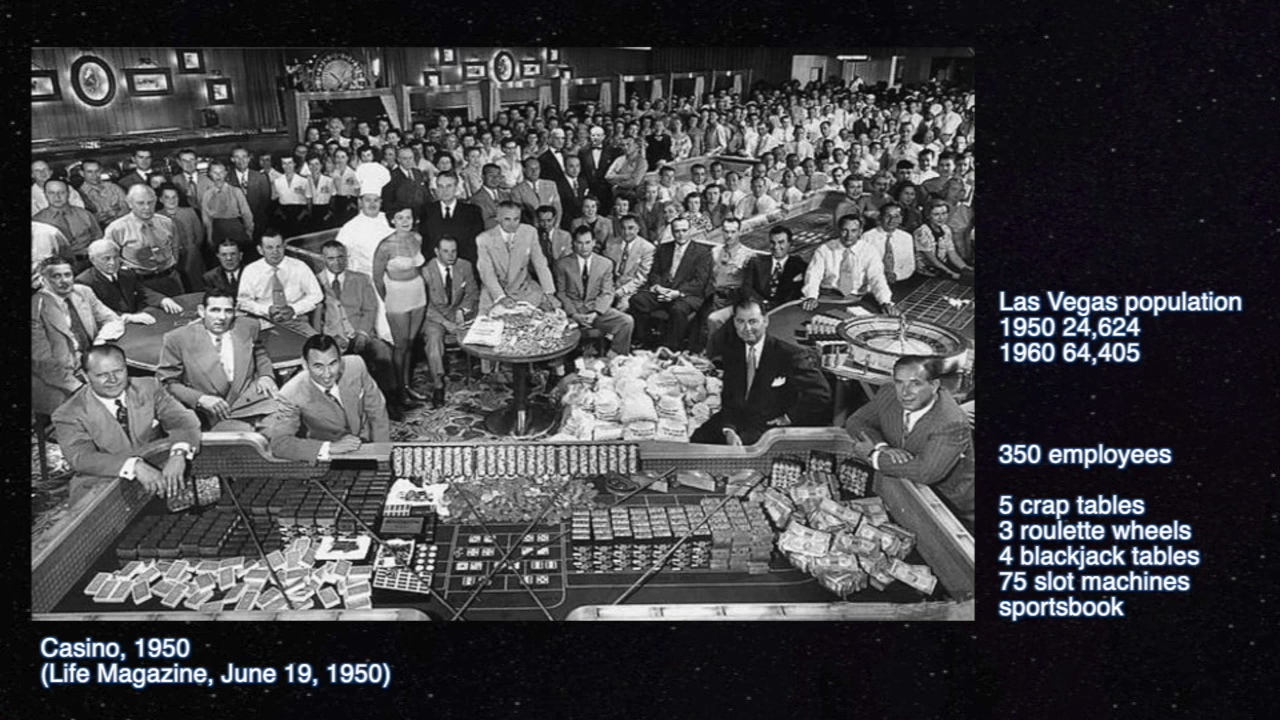 Las Vegas population
1950 24,624
1960 64,405
350 employees
5 crap tables
3 roulette wheels
4 blackjack tables
75 slot machines
sportsbook
Casino, 1950
(Life Magazine, June 19, 1950)